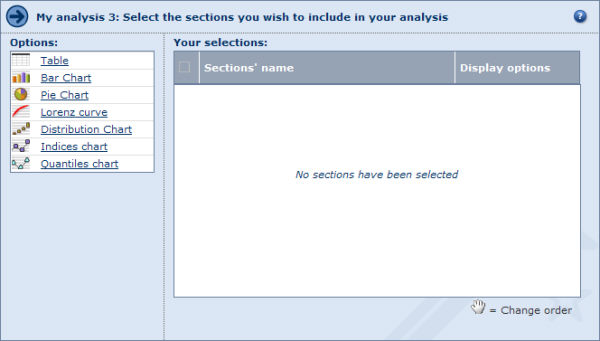 My analysis 3: Select the sections you wish to include in your analysis
?
Options:
Table
Bar Chart
Pie Chart
Lorenz curve
Distribution Chart
Indices chart
Quantiles chart
Your selections:
Sections' name Display options
No sections have been selected
= Change order